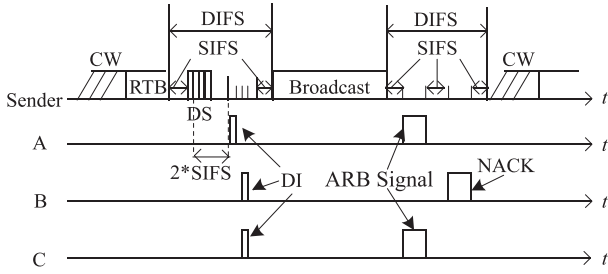 DIFS DIFS
CW SIFS SIFS CW
RTB Broadcast
Sender DS t
A t
2*SIFS DI ARB Signal NACK
B t
C t